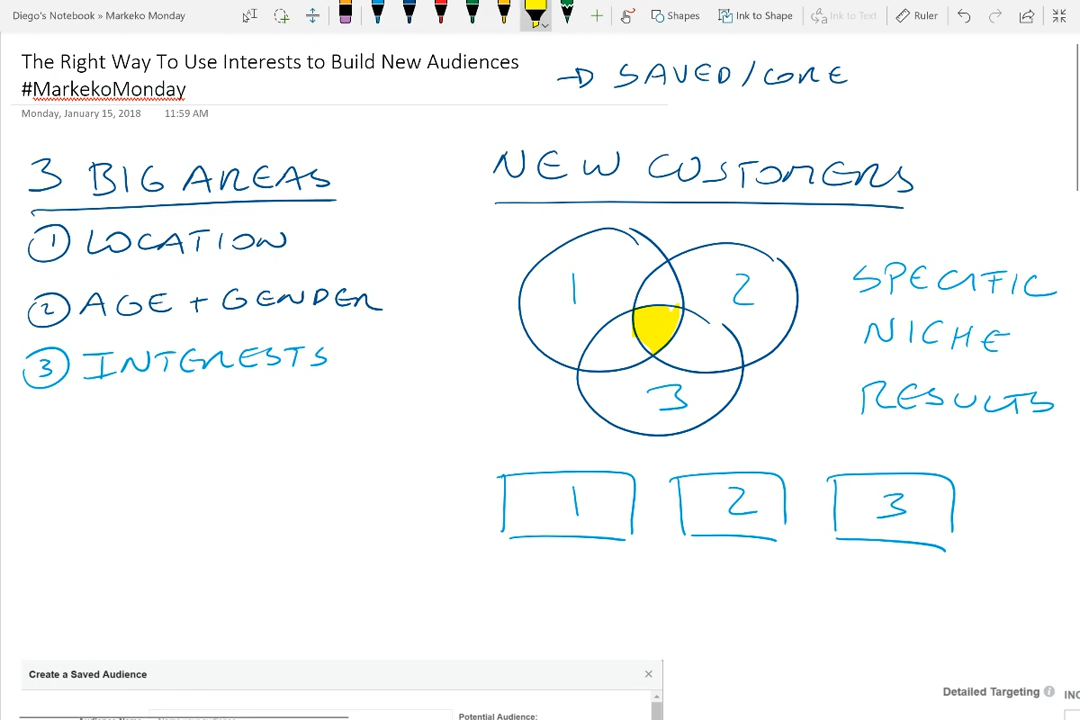 Diego's Notebook » Markeko Monday
Shapes
Ink to Shape
Ink to Text
Ruler
The Right Way To Use Interests to Build New Audiences
#MarkekoMonday
Monday, January 15, 2018 11:59 AM
→ SAVED/CORE
3 BIG AREAS
① LOCATION
② AGE + GENDER
③ INTERESTS
NEW CUSTOMERS
1
2
3
SPECIFIC
NICHE
RESULTS
1 2 3
Create a Saved Audience
Potential Audience:
Detailed Targeting